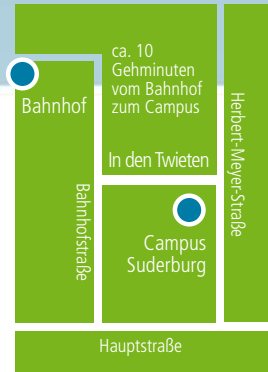 ca. 10
Gehminuten
vom Bahnhof
zum Campus
Bahnhof
In den Twieten
Herbert-Meyer-Straße
Bahnhofstraße
Campus
Suderburg
Hauptstraße